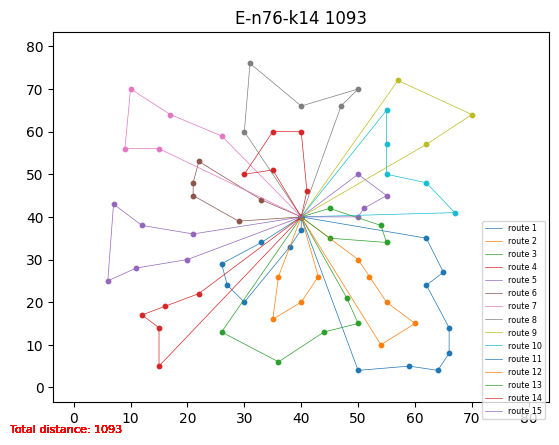 E-n76-k14 1093
80
70
60
50
40
30
20
10
0
route 1
route 2
route 3
route 4
route 5
route 6
route 7
route 8
route 9
route 10
route 11
route 12
route 13
route 14
route 15
0 10 20 30 40 50 60 70 80
Total distance: 1093